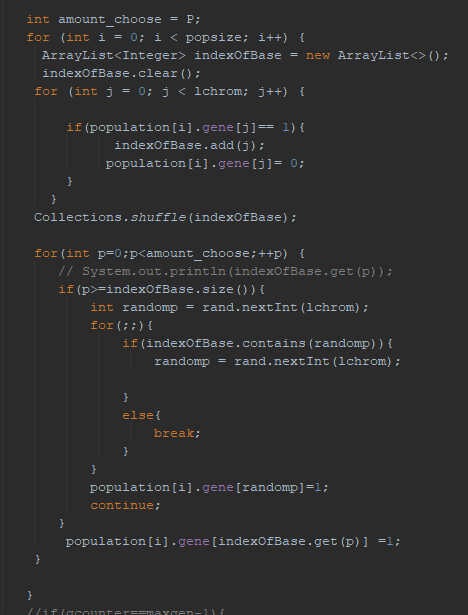 int amount_choose = P;
for (int i = 0; i < popsize; i++) {
ArrayList<Integer> indexOfBase = new ArrayList<>();
indexOfBase.clear();
for (int j = 0; j < lchrom; j++) {
if(population[i].gene[j]== 1){
indexOfBase.add(j);
population[i].gene[j]= 0;
}
}
Collections.shuffle(indexOfBase);
for(int p=0;p<amount_choose;++p) {
// System.out.println(indexOfBase.get(p));
if(p>=indexOfBase.size()){
int randomp = rand.nextInt(lchrom);
for(;;){
if(indexOfBase.contains(randomp)){
randomp = rand.nextInt(lchrom);
}
else{
break;
}
}
population[i].gene[randomp]=1;
continue;
}
population[i].gene[indexOfBase.get(p)] =1;
}
}
//if(gcounter==maxgen-1){